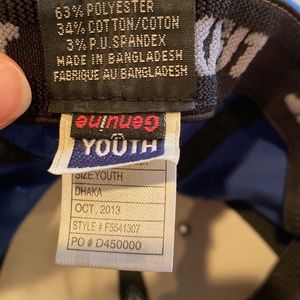 63% POLYESTER
34% COTTON/COTON
3% P.U. SPANDEX
MADE IN BANGLADESH
FABRIQUE AU BANGLADESH
Genuine
YOUTH
SIZE:YOUTH
DHAKA
OCT, 2013
STYLE # F5541307
PO # D450000